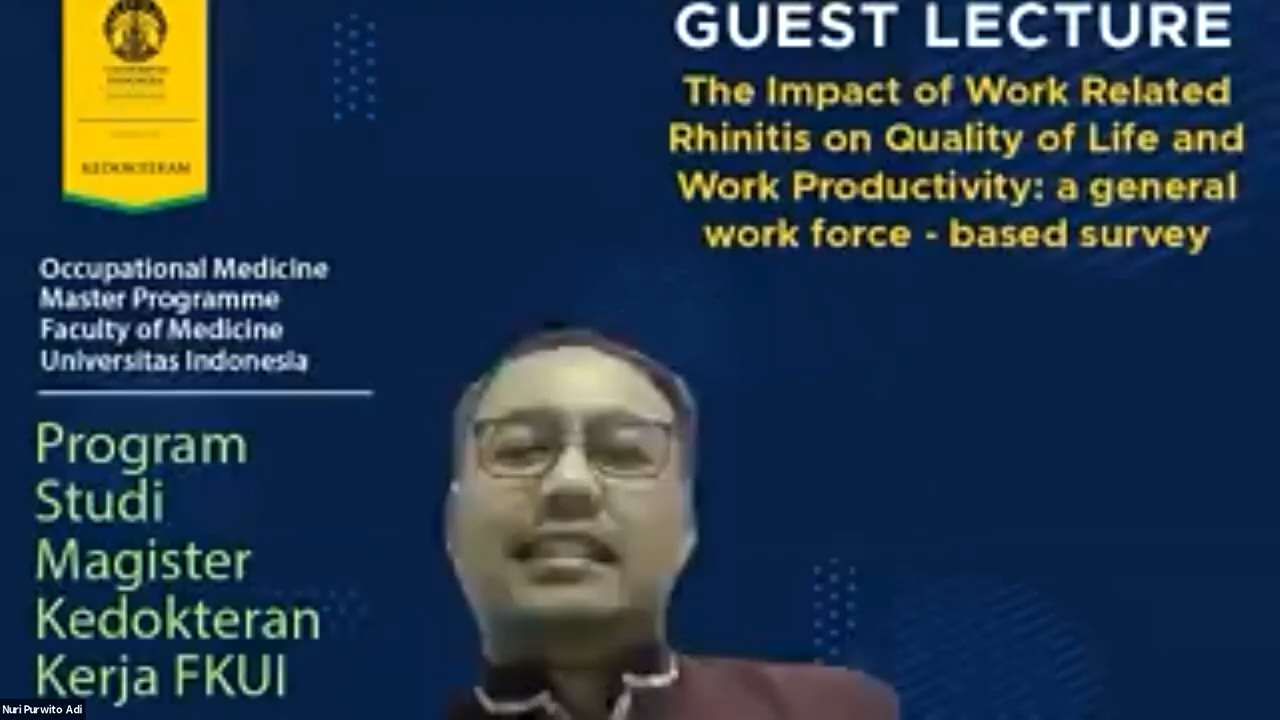 GUEST LECTURE
The Impact of Work Related
Rhinitis on Quality of Life and
Work Productivity: a general
work force - based survey
KEDOKTERAN
Occupational Medicine
Master Programme
Faculty of Medicine
Universitas Indonesia
Program
Studi
Magister
Kedokteran
Kerja FKUI
Nuri Purwito Adi